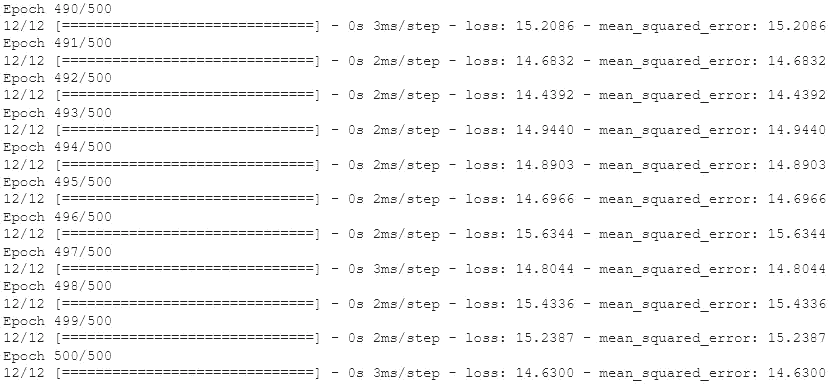 Epoch 490/500
12/12 [==============================] - 0s 3ms/step - loss: 15.2086 - mean_squared_error: 15.2086
Epoch 491/500
12/12 [==============================] - 0s 2ms/step - loss: 14.6832 - mean_squared_error: 14.6832
Epoch 492/500
12/12 [==============================] - 0s 2ms/step - loss: 14.4392 - mean_squared_error: 14.4392
Epoch 493/500
12/12 [==============================] - 0s 2ms/step - loss: 14.9440 - mean_squared_error: 14.9440
Epoch 494/500
12/12 [==============================] - 0s 2ms/step - loss: 14.8903 - mean_squared_error: 14.8903
Epoch 495/500
12/12 [==============================] - 0s 2ms/step - loss: 14.6966 - mean_squared_error: 14.6966
Epoch 496/500
12/12 [==============================] - 0s 2ms/step - loss: 15.6344 - mean_squared_error: 15.6344
Epoch 497/500
12/12 [==============================] - 0s 3ms/step - loss: 14.8044 - mean_squared_error: 14.8044
Epoch 498/500
12/12 [==============================] - 0s 2ms/step - loss: 15.4336 - mean_squared_error: 15.4336
Epoch 499/500
12/12 [==============================] - 0s 2ms/step - loss: 15.2387 - mean_squared_error: 15.2387
Epoch 500/500
12/12 [==============================] - 0s 3ms/step - loss: 14.6300 - mean_squared_error: 14.6300